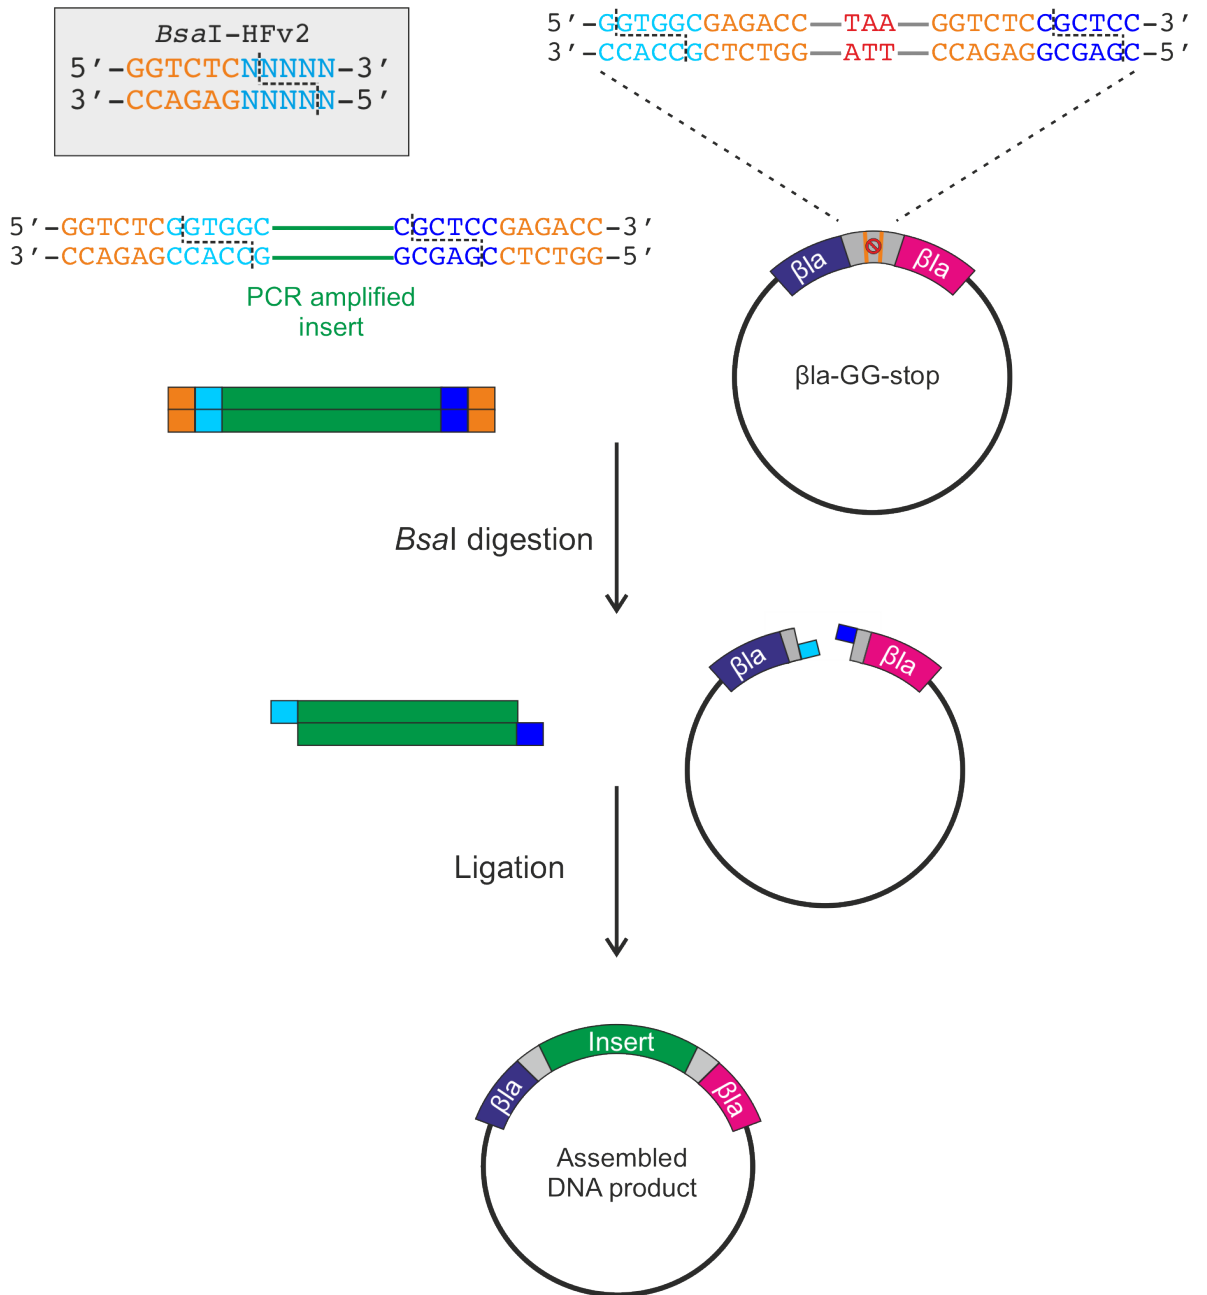 BsaI-HFv2
5′-GGTCTCNNNNN-3′
3′-CCAGAGNNNNN-5′
5′-GGTGGCGAGACC—TAA—GGTCTCCGCTCC-3′
3′-CCACCGCTCTGG—ATT—CCAGAGGCGAGC-5′
5′-GGTCTCGGTGGC—CGCTCCGAGACC-3′
3′-CCAGAGCCACCG—GCGAGCCTCTGG-5′
PCR amplified
insert
βla
βla
βla-GG-stop
BsaI digestion
βla
βla
Ligation
Insert
βla
βla
Assembled
DNA product